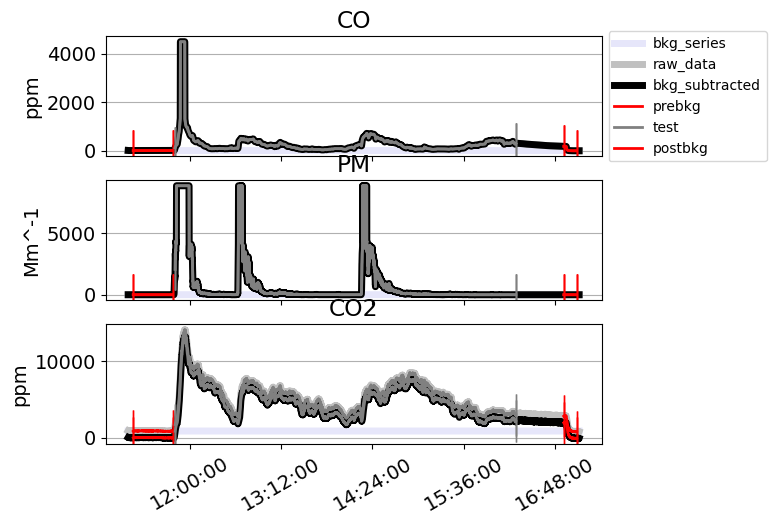 CO
ppm
4000
2000
0
bkg_series
raw_data
bkg_subtracted
prebkg
test
postbkg
PM
Mm^-1
5000
0
CO2
ppm
10000
0
12:00:00
13:12:00
14:24:00
15:36:00
16:48:00